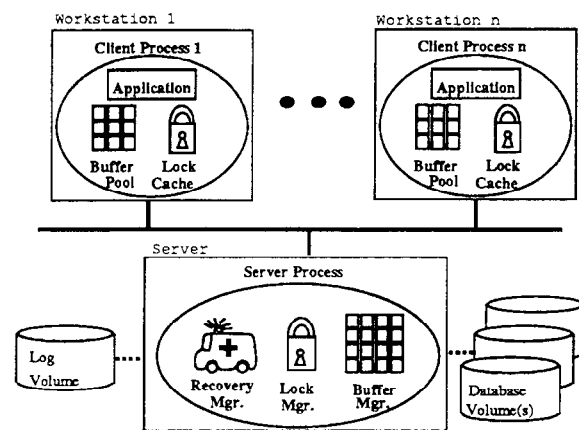 Workstation 1
Workstation n
Client Process 1
Client Process n
Application
Application
Buffer
Pool
Lock
Cache
Buffer
Pool
Lock
Cache
Server
Server Process
Log
Volume
Recovery
Mgr.
Lock
Mgr.
Buffer
Mgr.
Database
Volume(s)